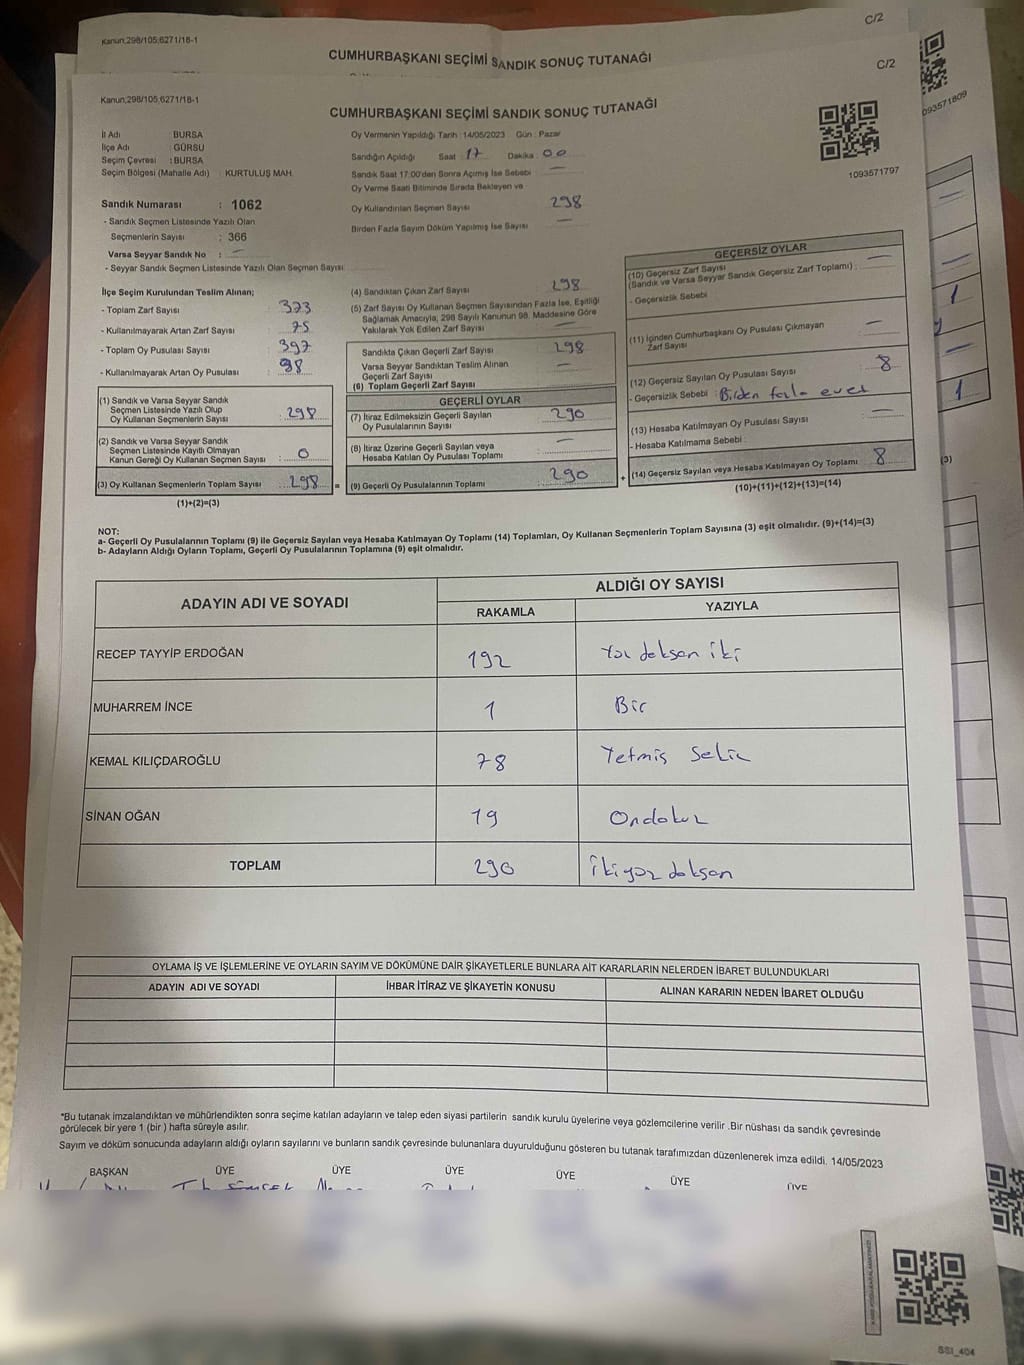 Kanun;298/105;6271/18-1
C/2
CUMHURBAŞKANI SEÇİMİ SANDIK SONUÇ TUTANAĞI
Kanun;298/105;6271/18-1
C/2
CUMHURBAŞKANI SEÇİMİ SANDIK SONUÇ TUTANAĞI
093571809
1093571797
İl Adı : BURSA
İlçe Adı : GÜRSU
Seçim Çevresi : BURSA
Seçim Bölgesi (Mahalle Adı) : KURTULUŞ MAH.
Sandık Numarası : 1062
- Sandık Seçmen Listesinde Yazılı Olan
Seçmenlerin Sayısı : 366
Varsa Seyyar Sandık No : —
- Seyyar Sandık Seçmen Listesinde Yazılı Olan Seçmen Sayısı:
Oy Vermenin Yapıldığı Tarih : 14/05/2023 Gün : Pazar
Sandığın Açıldığı Saat : 17 Dakika : 00
Sandık Saat 17:00'den Sonra Açımış İse Sebebi —
Oy Verme Saati Bitiminde Sırada Bekleyen ve
Oy Kullandırılan Seçmen Sayısı 298
Birden Fazla Sayım Döküm Yapılmış İse Sayısı —
İlçe Seçim Kurulundan Teslim Alınan;
- Toplam Zarf Sayısı : 373
- Kullanılmayarak Artan Zarf Sayısı : 75
- Toplam Oy Pusulası Sayısı : 397
- Kullanılmayarak Artan Oy Pusulası : 98
(1) Sandık ve Varsa Seyyar Sandık
Seçmen Listesinde Yazılı Olup
Oy Kullanan Seçmenlerin Sayısı : 298
(2) Sandık ve Varsa Seyyar Sandık
Seçmen Listesinde Kayıtlı Olmayan
Kanun Gereği Oy Kullanan Seçmen Sayısı : 0
(3) Oy Kullanan Seçmenlerin Toplam Sayısı : 298 =
(1)+(2)=(3)
(4) Sandıktan Çıkan Zarf Sayısı 298
(5) Zarf Sayısı Oy Kullanan Seçmen Sayısından Fazla İse, Eşitliği
Sağlamak Amacıyla; 298 Sayılı Kanunun 98. Maddesine Göre
Yakılarak Yok Edilen Zarf Sayısı —
Sandıkta Çıkan Geçerli Zarf Sayısı : 298
Varsa Seyyar Sandıktan Teslim Alınan
Geçerli Zarf Sayısı —
(6) Toplam Geçerli Zarf Sayısı
GEÇERLİ OYLAR
(7) İtiraz Edilmeksizin Geçerli Sayılan
Oy Pusulalarının Sayısı : 290
(8) İtiraz Üzerine Geçerli Sayılan veya
Hesaba Katılan Oy Pusulası Toplamı : —
(9) Geçerli Oy Pusulalarının Toplamı : 290 +
GEÇERSİZ OYLAR
(10) Geçersiz Zarf Sayısı
(Sandık ve Varsa Seyyar Sandık Geçersiz Zarf Toplamı) : —
- Geçersizlik Sebebi
(11) İçinden Cumhurbaşkanı Oy Pusulası Çıkmayan
Zarf Sayısı —
(12) Geçersiz Sayılan Oy Pusulası Sayısı : 8
- Geçersizlik Sebebi : Birden fazla evet
(13) Hesaba Katılmayan Oy Pusulası Sayısı —
- Hesaba Katılmama Sebebi :
(14) Geçersiz Sayılan veya Hesaba Katılmayan Oy Toplamı : 8
(10)+(11)+(12)+(13)=(14)
(3)
NOT:
a- Geçerli Oy Pusulalarının Toplamı (9) ile Geçersiz Sayılan veya Hesaba Katılmayan Oy Toplamı (14) Toplamları, Oy Kullanan Seçmenlerin Toplam Sayısına (3) eşit olmalıdır. (9)+(14)=(3)
b- Adayların Aldığı Oyların Toplamı, Geçerli Oy Pusulalarının Toplamına (9) eşit olmalıdır.
ADAYIN ADI VE SOYADI ALDIĞI OY SAYISI
RAKAMLA YAZIYLA
RECEP TAYYİP ERDOĞAN 192 Yüz doksan iki
MUHARREM İNCE 1 Bir
KEMAL KILIÇDAROĞLU 78 Yetmiş Sekiz
SİNAN OĞAN 19 Ondokuz
TOPLAM 290 İkiyüz doksan
OYLAMA İŞ VE İŞLEMLERİNE VE OYLARIN SAYIM VE DÖKÜMÜNE DAİR ŞİKAYETLERLE BUNLARA AİT KARARLARIN NELERDEN İBARET BULUNDUKLARI
ADAYIN ADI VE SOYADI İHBAR İTİRAZ VE ŞİKAYETİN KONUSU ALINAN KARARIN NEDEN İBARET OLDUĞU
*Bu tutanak imzalandıktan ve mühürlendikten sonra seçime katılan adayların ve talep eden siyasi partilerin sandık kurulu üyelerine veya gözlemcilerine verilir .Bir nüshası da sandık çevresinde
görülecek bir yere 1 (bir ) hafta süreyle asılır.
Sayım ve döküm sonucunda adayların aldığı oyların sayılarını ve bunların sandık çevresinde bulunanlara duyurulduğunu gösteren bu tutanak tarafımızdan düzenlenerek imza edildi. 14/05/2023
BAŞKAN ÜYE ÜYE ÜYE ÜYE ÜYE ÜYE
SSI_404